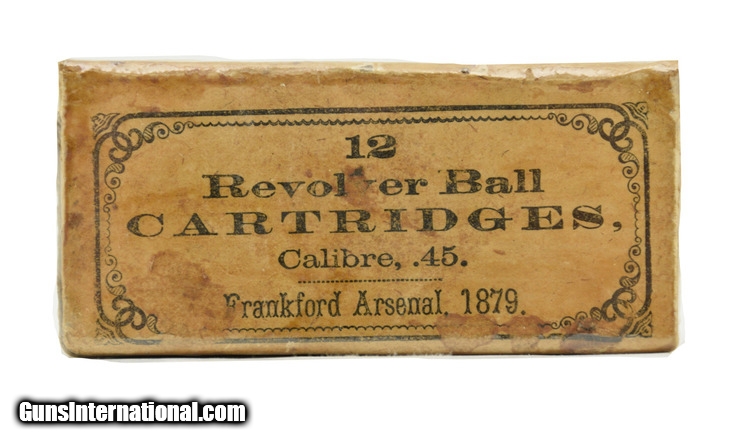 12
Revolver Ball
CARTRIDGES,
Calibre, .45.
Frankford Arsenal. 1879.
GunsInternational.com